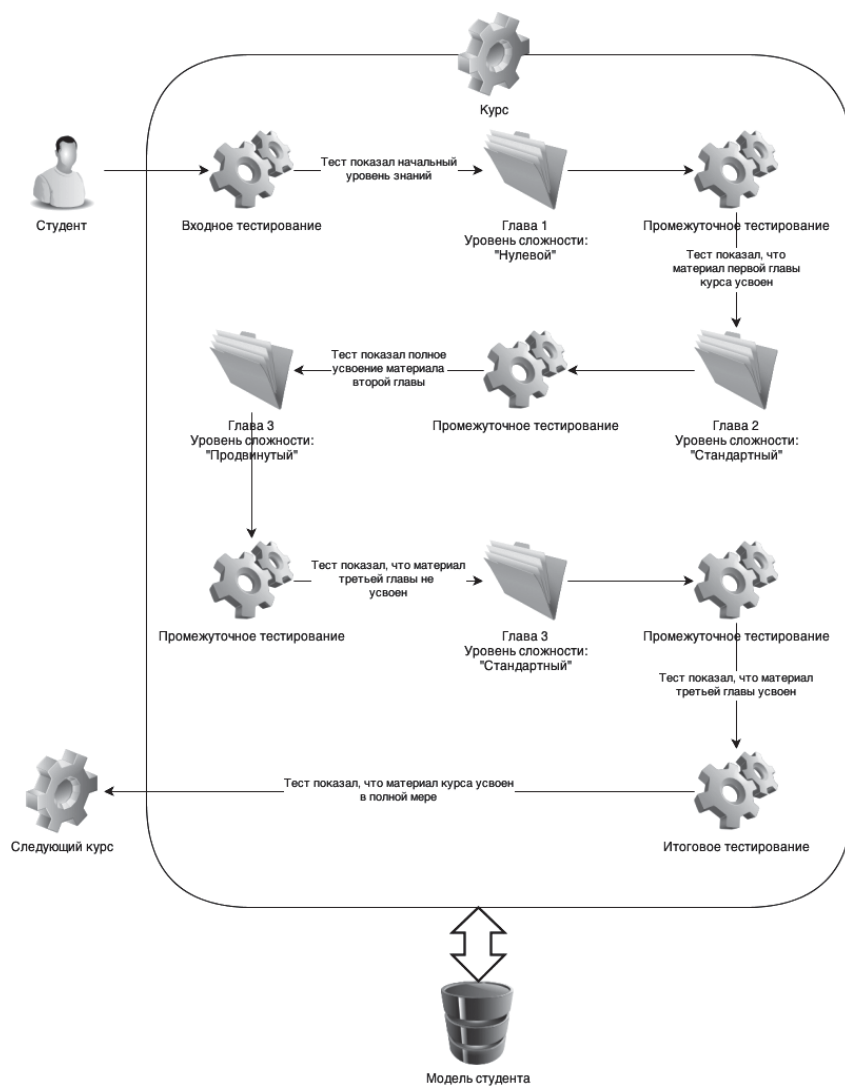 Курс
Тест показал начальный
уровень знаний
Студент
Входное тестирование
Глава 1
Уровень сложности:
"Нулевой"
Промежуточное тестирование
Тест показал, что
материал первой главы
курса усвоен
Тест показал полное
усвоение материала
второй главы
Глава 3
Уровень сложности:
"Продвинутый"
Промежуточное тестирование
Глава 2
Уровень сложности:
"Стандартный"
Тест показал, что материал
третьей главы не
усвоен
Промежуточное тестирование
Глава 3
Уровень сложности:
"Стандартный"
Промежуточное тестирование
Тест показал, что материал
третьей главы усвоен
Тест показал, что материал курса усвоен
в полной мере
Следующий курс
Итоговое тестирование
Модель студента